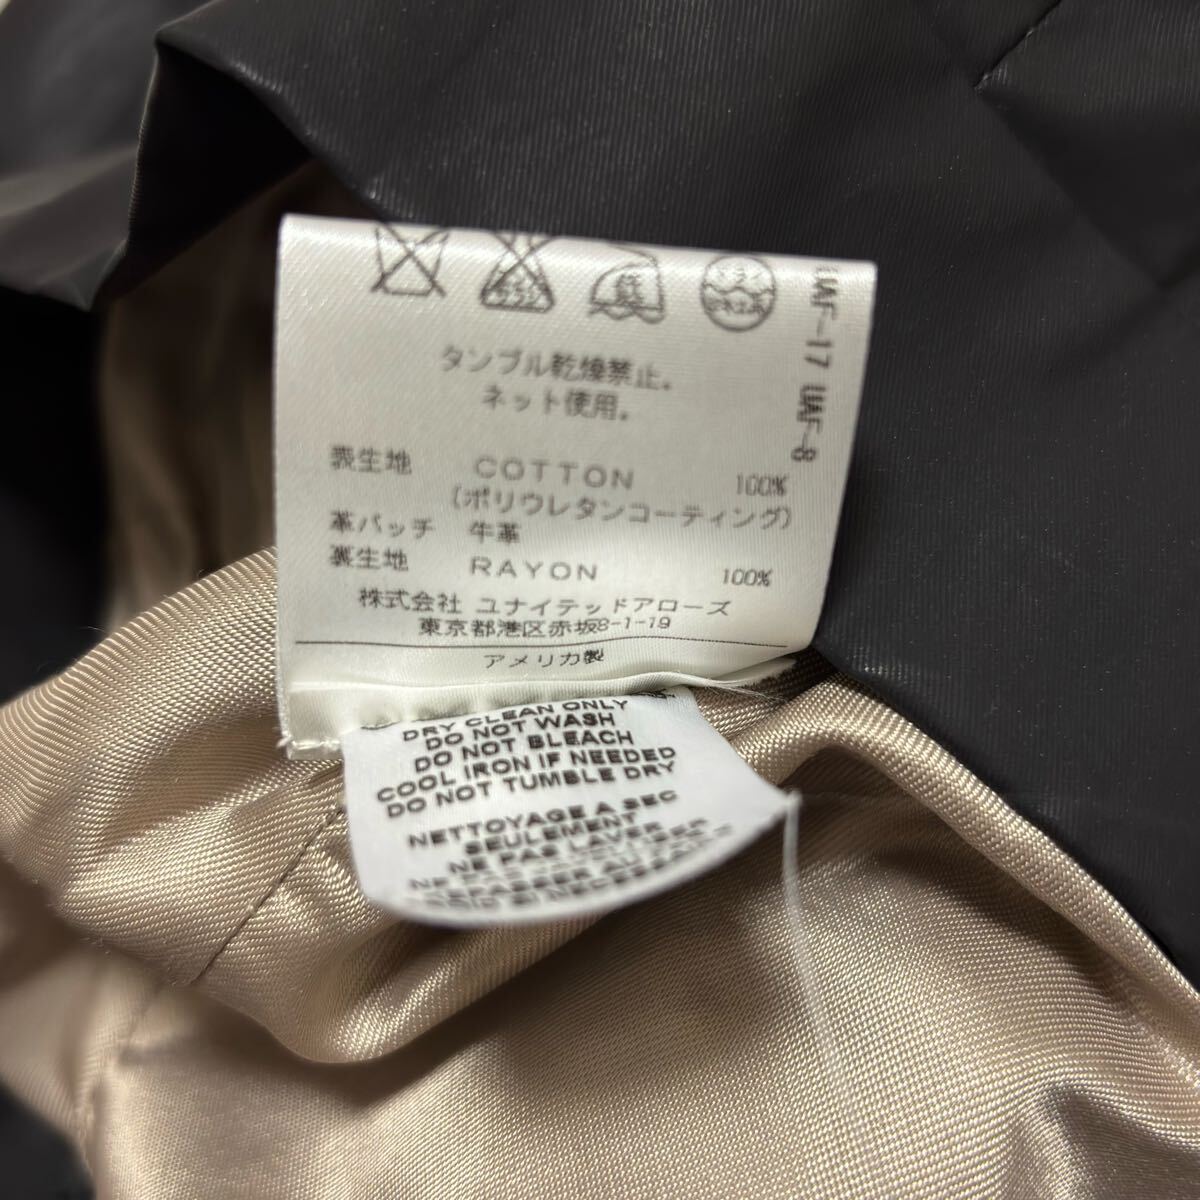 タンブル乾燥禁止。
ネット使用。
表生地 COTTON 100%
(ポリウレタンコーティング)
革パッチ 牛革
裏生地 RAYON 100%
株式会社 ユナイテッドアローズ
東京都港区赤坂8-1-19
アメリカ製
UAF-17 UAF-8
DRY CLEAN ONLY
DO NOT WASH
DO NOT BLEACH
COOL IRON IF NEEDED
DO NOT TUMBLE DRY
NETTOYAGE A SEC
SEULEMENT
NE PAS LAVER